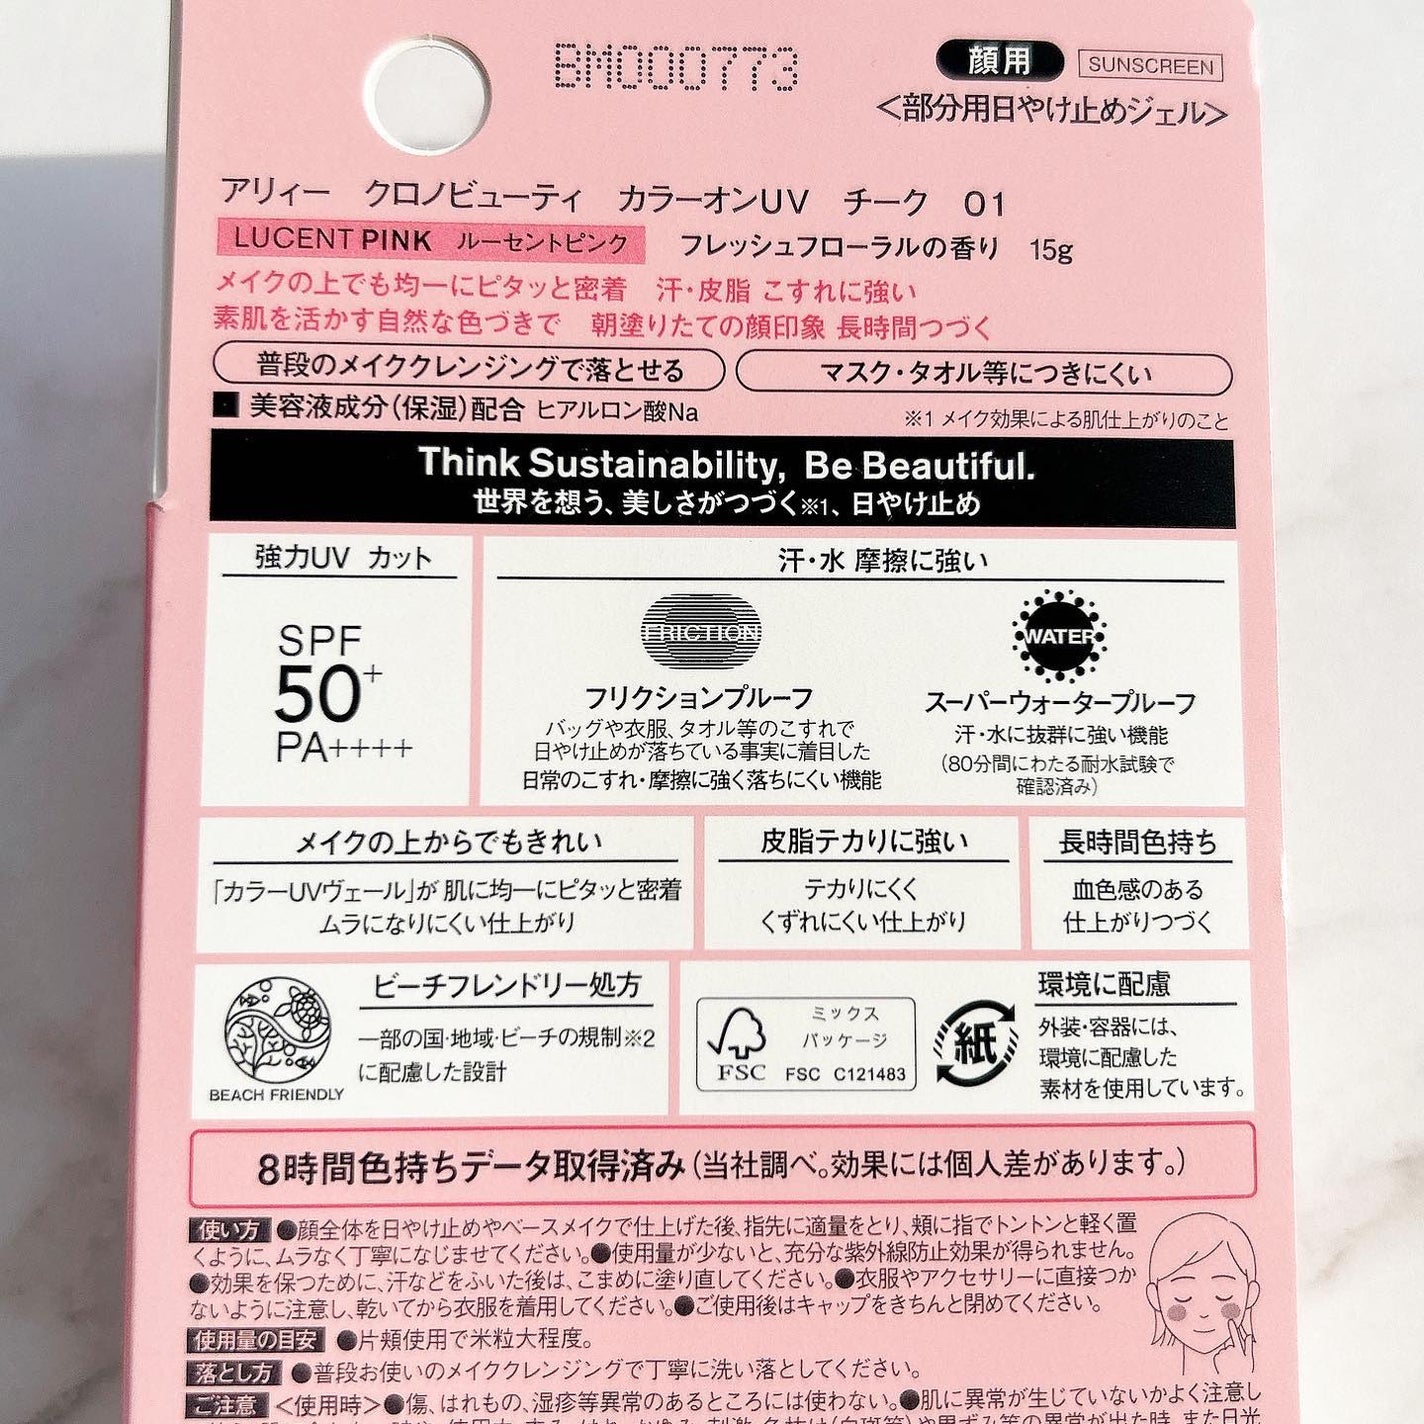 BM000773
顔用 SUNSCREEN
＜部分用日やけ止めジェル＞
アリィー クロノビューティ カラーオンUV チーク 01
LUCENT PINK ルーセントピンク フレッシュフローラルの香り 15g
メイクの上でも均一にピタッと密着 汗・皮脂 こすれに強い
素肌を活かす自然な色づきで 朝塗りたての顔印象 長時間つづく
普段のメイククレンジングで落とせる マスク・タオル等につきにくい
■ 美容液成分(保湿)配合 ヒアルロン酸Na ※1 メイク効果による肌仕上がりのこと
Think Sustainability, Be Beautiful.
世界を想う、美しさがつづく※1、日やけ止め
強力UV カット
SPF
50+
PA++++
汗・水 摩擦に強い
FRICTION
フリクションプルーフ
バッグや衣服、タオル等のこすれで
日やけ止めが落ちている事実に着目した
日常のこすれ・摩擦に強く落ちにくい機能
WATER
スーパーウォータープルーフ
汗・水に抜群に強い機能
(80分間にわたる耐水試験で
確認済み)
メイクの上からでもきれい
「カラーUVヴェール」が 肌に均一にピタッと密着
ムラになりにくい仕上がり
皮脂テカりに強い
テカりにくく
くずれにくい仕上がり
長時間色持ち
血色感のある
仕上がりつづく
BEACH FRIENDLY
ビーチフレンドリー処方
一部の国・地域・ビーチの規制※2
に配慮した設計
FSC
ミックス
パッケージ
FSC C121483
紙
環境に配慮
外装・容器には、
環境に配慮した
素材を使用しています。
8時間色持ちデータ取得済み(当社調べ。効果には個人差があります。)
使い方 ●顔全体を日やけ止めやベースメイクで仕上げた後、指先に適量をとり、頬に指でトントンと軽く置
くように、ムラなく丁寧になじませてください。●使用量が少ないと、充分な紫外線防止効果が得られません。
●効果を保つために、汗などをふいた後は、こまめに塗り直してください。●衣服やアクセサリーに直接つか
ないように注意し、乾いてから衣服を着用してください。●ご使用後はキャップをきちんと閉めてください。
使用量の目安 ●片頬使用で米粒大程度。
落とし方 ●普段お使いのメイククレンジングで丁寧に洗い落としてください。
ご注意 ＜使用時＞●傷、はれもの、湿疹等異常のあるところには使わない。●肌に異常が生じていないかよく注意し